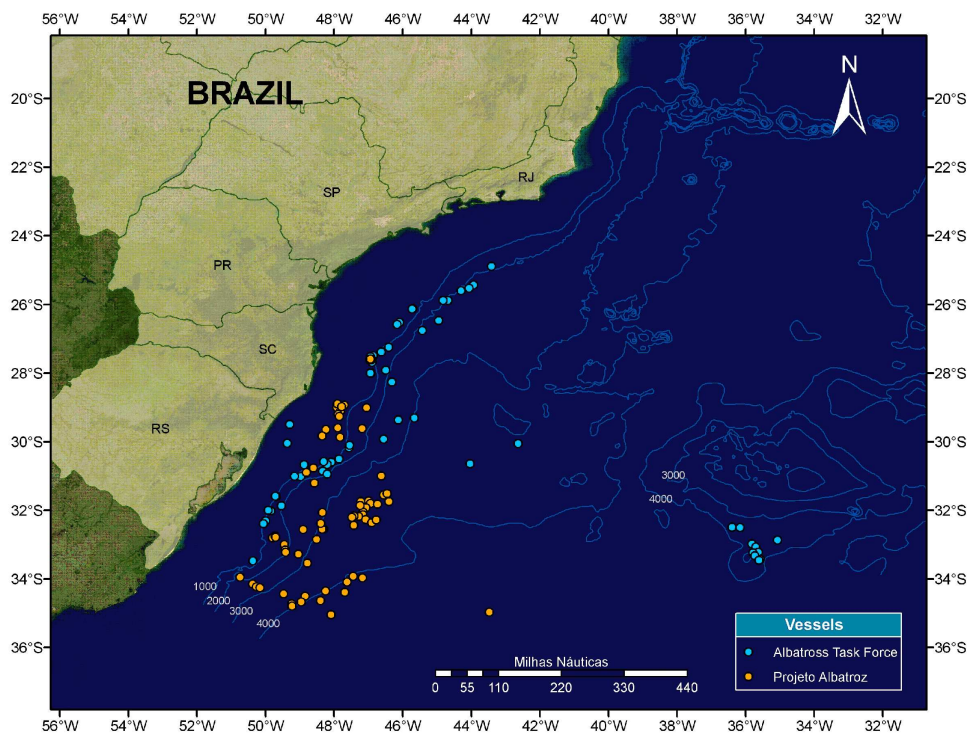 56°W 54°W 52°W 50°W 48°W 46°W 44°W 42°W 40°W 38°W 36°W 34°W 32°W
N
BRAZIL
20°S 20°S
22°S 22°S
RJ
SP
24°S 24°S
PR
26°S 26°S
SC
28°S 28°S
RS
30°S 30°S
3000
4000
32°S 32°S
34°S 34°S
1000
2000
3000
4000
Vessels
36°S 36°S
Albatross Task Force
Milhas Náuticas
Projeto Albatroz
0 55 110 220 330 440
56°W 54°W 52°W 50°W 48°W 46°W 44°W 42°W 40°W 38°W 36°W 34°W 32°W